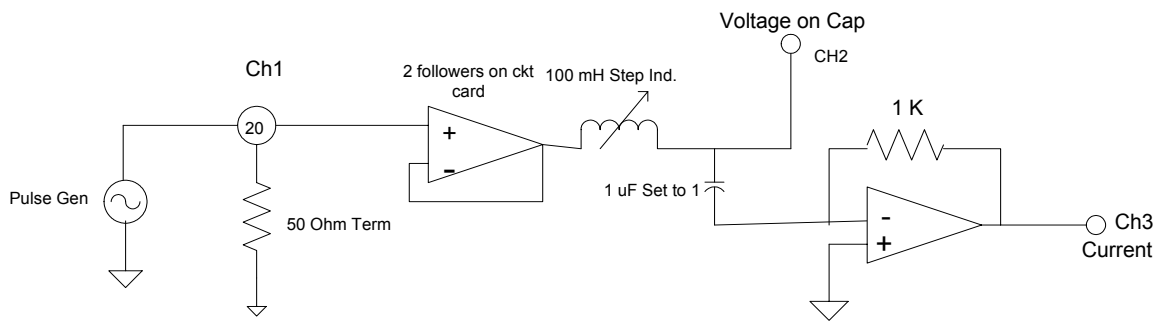 Voltage on Cap
CH2
Ch1
2 followers on ckt
card
100 mH Step Ind.
1 K
20
+
-
Pulse Gen
50 Ohm Term
1 uF Set to 1
-
+
Ch3
Current